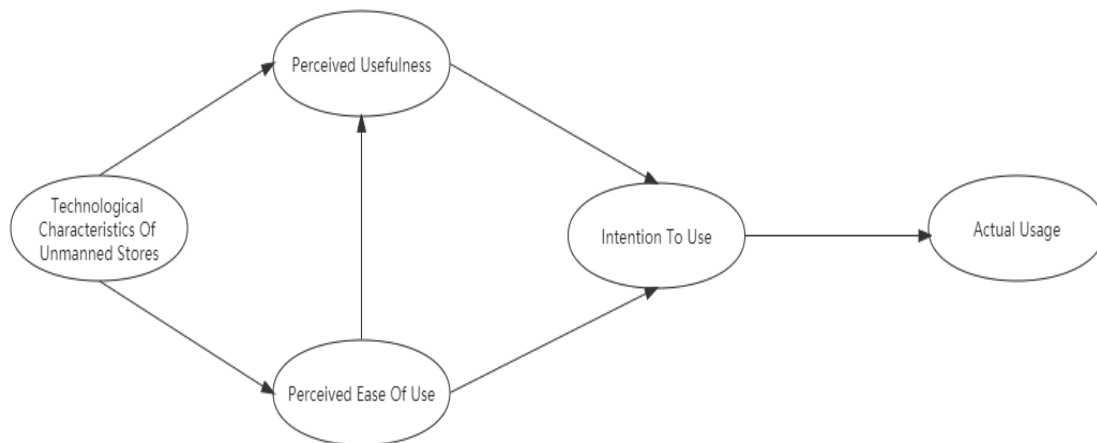 Perceived Usefulness
Technological
Characteristics Of
Unmanned Stores
Intention To Use
Actual Usage
Perceived Ease Of Use